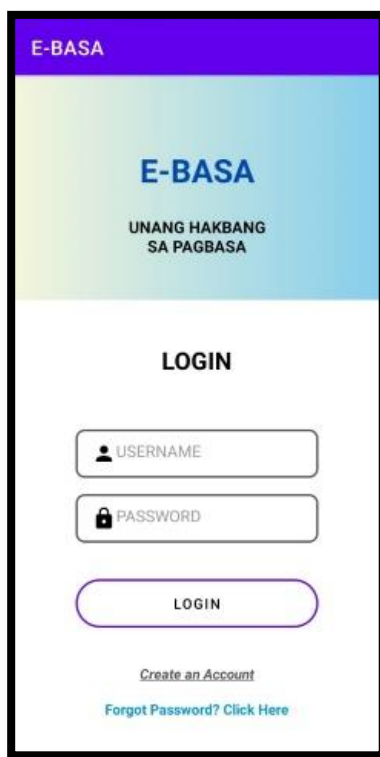 E-BASA
E-BASA
UNANG HAKBANG
SA PAGBASA
LOGIN
USERNAME
PASSWORD
LOGIN
Create an Account
Forgot Password? Click Here